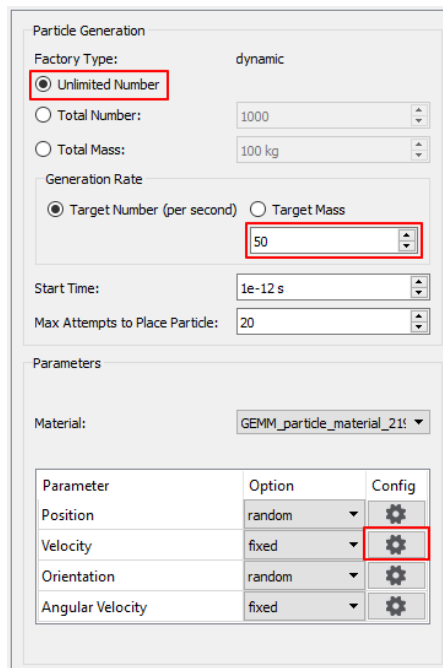 Particle Generation
Factory Type: dynamic
Unlimited Number
Total Number: 1000
Total Mass: 100 kg
Generation Rate
Target Number (per second) Target Mass
50
Start Time: 1e-12 s
Max Attempts to Place Particle: 20
Parameters
Material: GEMM_particle_material_219
Parameter Option Config
Position random
Velocity fixed
Orientation random
Angular Velocity fixed